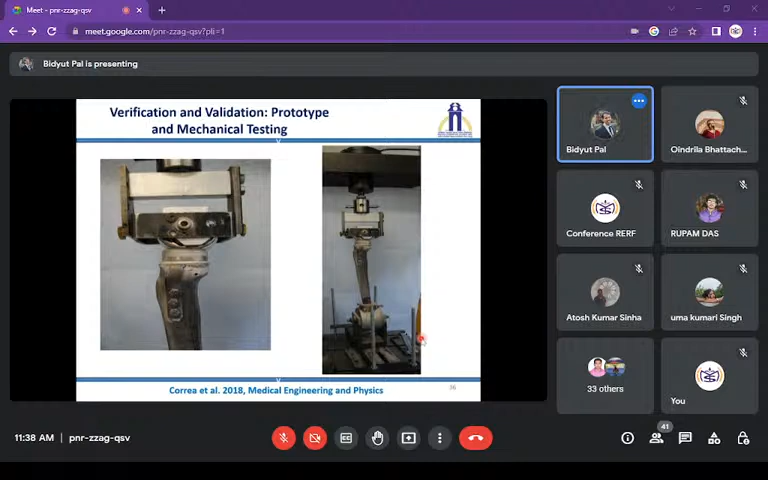 Meet - pnr-zzag-qsv
meet.google.com/pnr-zzag-qsv?pli=1
Bidyut Pal is presenting
Verification and Validation: Prototype
and Mechanical Testing
Correa et al. 2018, Medical Engineering and Physics
36
Bidyut Pal
Oindrila Bhattach...
Conference RERF
RUPAM DAS
Atosh Kumar Sinha
uma kumari Singh
33 others
You
11:38 AM | pnr-zzag-qsv
41